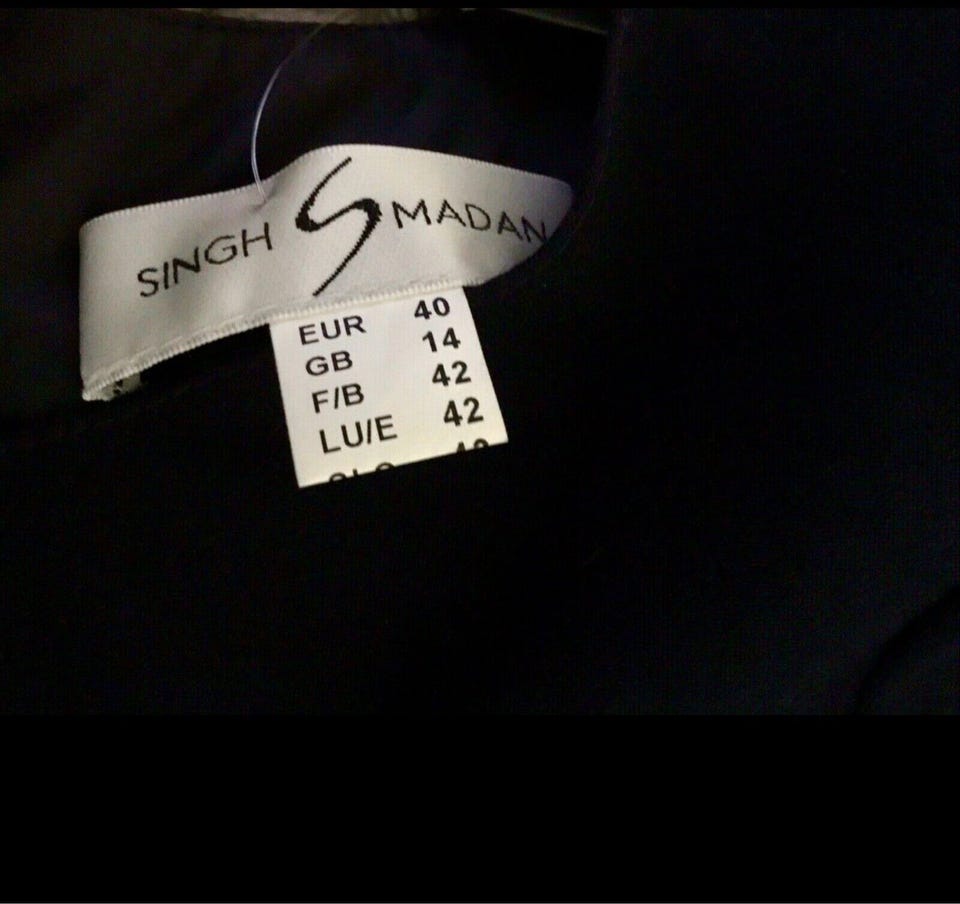 SINGH S MADAN
EUR 40
GB 14
F/B 42
LU/E 42